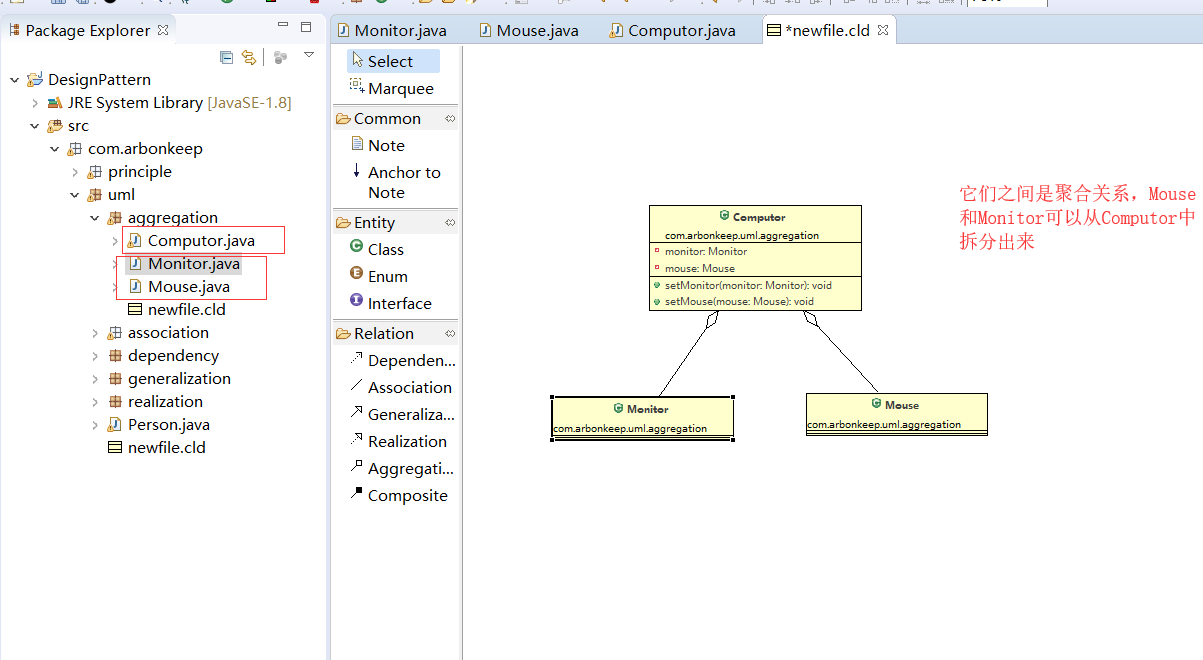 Package Explorer
DesignPattern
JRE System Library [JavaSE-1.8]
src
com.arbonkeep
principle
uml
aggregation
Computor.java
Monitor.java
Mouse.java
newfile.cld
association
dependency
generalization
realization
Person.java
newfile.cld
Monitor.java
Mouse.java
Computor.java
*newfile.cld
Select
Marquee
Common
Note
Anchor to
Note
Entity
Class
Enum
Interface
Relation
Dependen...
Association
Generaliza...
Realization
Aggregati...
Composite
Computor
com.arbonkeep.uml.aggregation
monitor: Monitor
mouse: Mouse
setMonitor(monitor: Monitor): void
setMouse(mouse: Mouse): void
Monitor
com.arbonkeep.uml.aggregation
Mouse
com.arbonkeep.uml.aggregation
它们之间是聚合关系，Mouse
和Monitor可以从Computor中
拆分出来